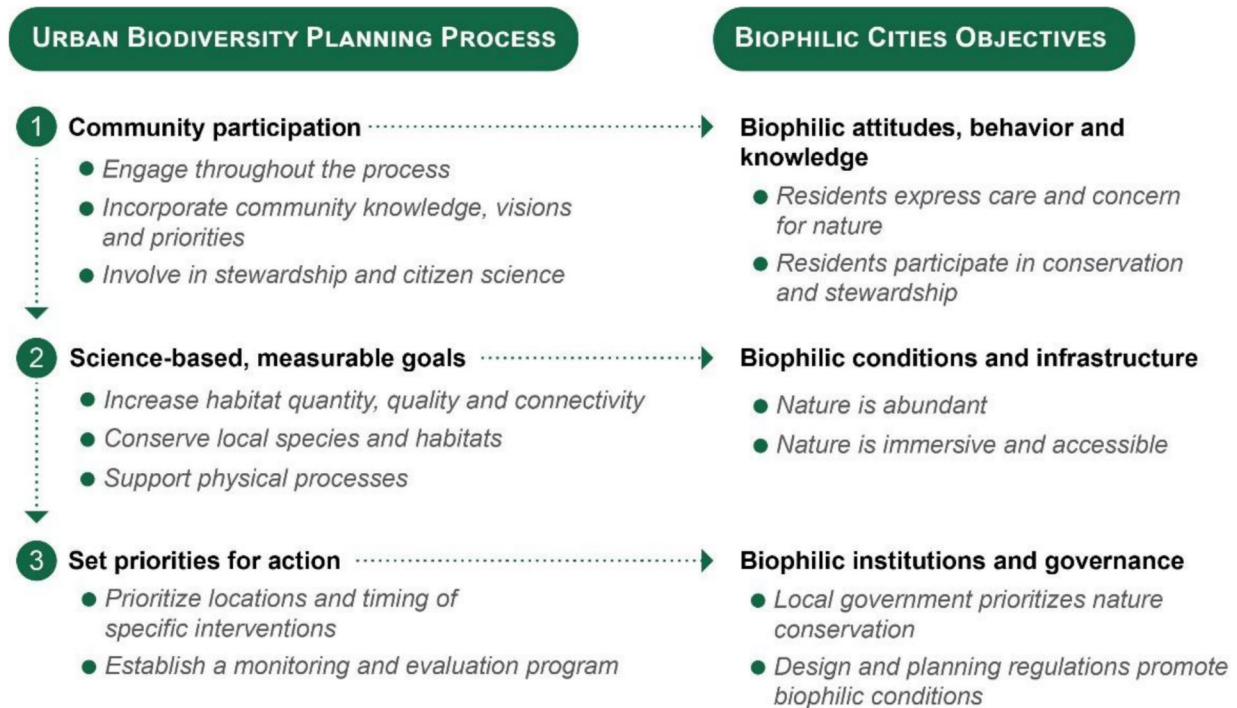 URBAN BIODIVERSITY PLANNING PROCESS
BIOPHILIC CITIES OBJECTIVES
1 Community participation
Engage throughout the process
Incorporate community knowledge, visions
and priorities
Involve in stewardship and citizen science
Biophilic attitudes, behavior and
knowledge
Residents express care and concern
for nature
Residents participate in conservation
and stewardship
2 Science-based, measurable goals
Increase habitat quantity, quality and connectivity
Conserve local species and habitats
Support physical processes
Biophilic conditions and infrastructure
Nature is abundant
Nature is immersive and accessible
3 Set priorities for action
Prioritize locations and timing of
specific interventions
Establish a monitoring and evaluation program
Biophilic institutions and governance
Local government prioritizes nature
conservation
Design and planning regulations promote
biophilic conditions